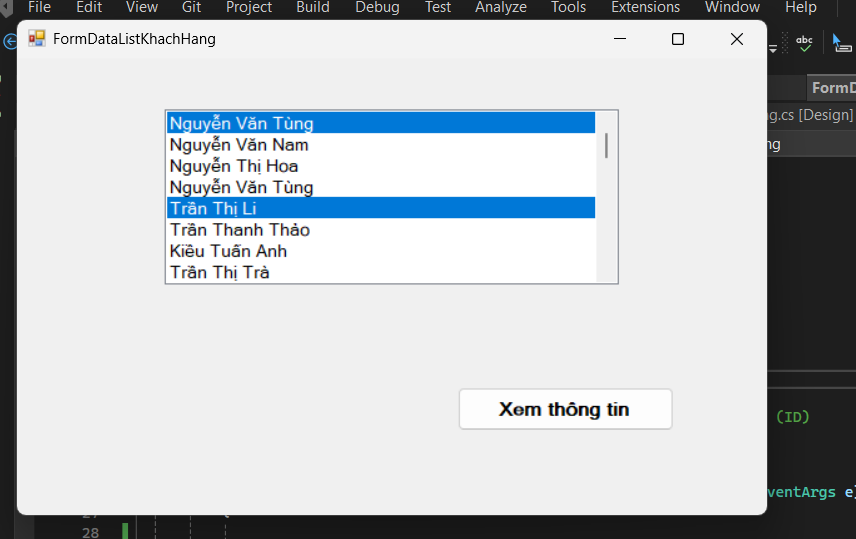 File Edit View Git Project Build Debug Test Analyze Tools Extensions Window Help
FormDataListKhachHang
abc
FormD
g.cs [Design]
ng
Nguyễn Văn Tùng
Nguyễn Văn Nam
Nguyễn Thị Hoa
Nguyễn Văn Tùng
Trần Thị Li
Trần Thanh Thảo
Kiều Tuấn Anh
Trần Thị Trà
Xem thông tin
(ID)
ventArgs e)
27
28